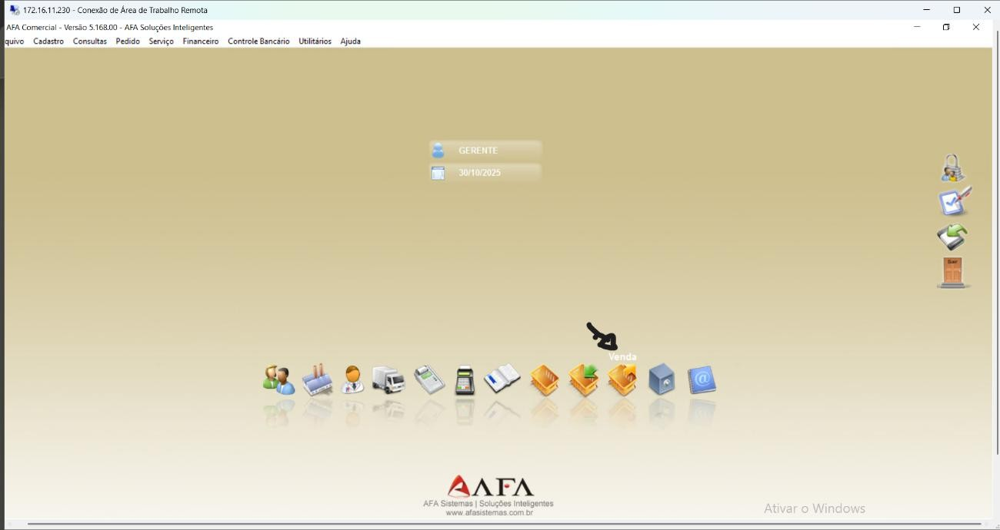 172.16.11.230 - Conexão de Área de Trabalho Remota
AFA Comercial - Versão 5.168.00 - AFA Soluções Inteligentes
quivo Cadastro Consultas Pedido Serviço Financeiro Controle Bancário Utilitários Ajuda
GERENTE
30/10/2025
Sair
Venda
@
AFA
AFA Sistemas | Soluções Inteligentes
www.afasistemas.com.br
Ativar o Windows